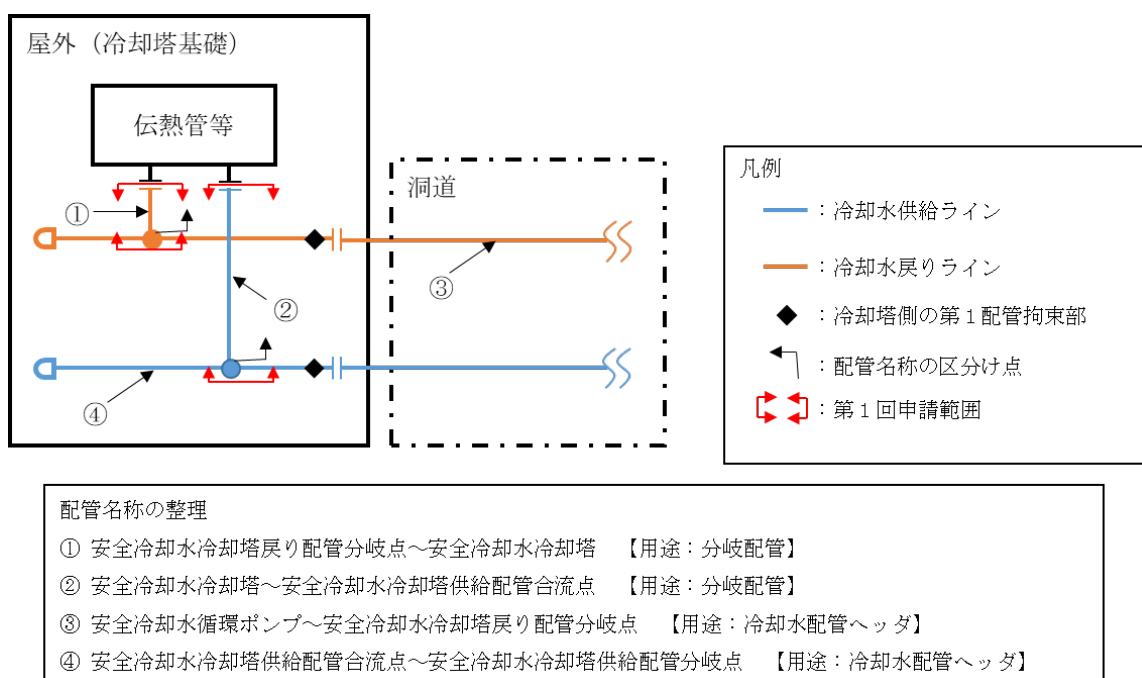 屋外（冷却塔基礎）
伝熱管等
洞道
①
②
③
④
凡例
：冷却水供給ライン
：冷却水戻りライン
：冷却塔側の第１配管拘束部
：配管名称の区分け点
：第１回申請範囲
配管名称の整理
① 安全冷却水冷却塔戻り配管分岐点～安全冷却水冷却塔　【用途：分岐配管】
② 安全冷却水冷却塔～安全冷却水冷却塔供給配管合流点　【用途：分岐配管】
③ 安全冷却水循環ポンプ～安全冷却水冷却塔戻り配管分岐点　【用途：冷却水配管ヘッダ】
④ 安全冷却水冷却塔供給配管合流点～安全冷却水冷却塔供給配管分岐点　【用途：冷却水配管ヘッダ】